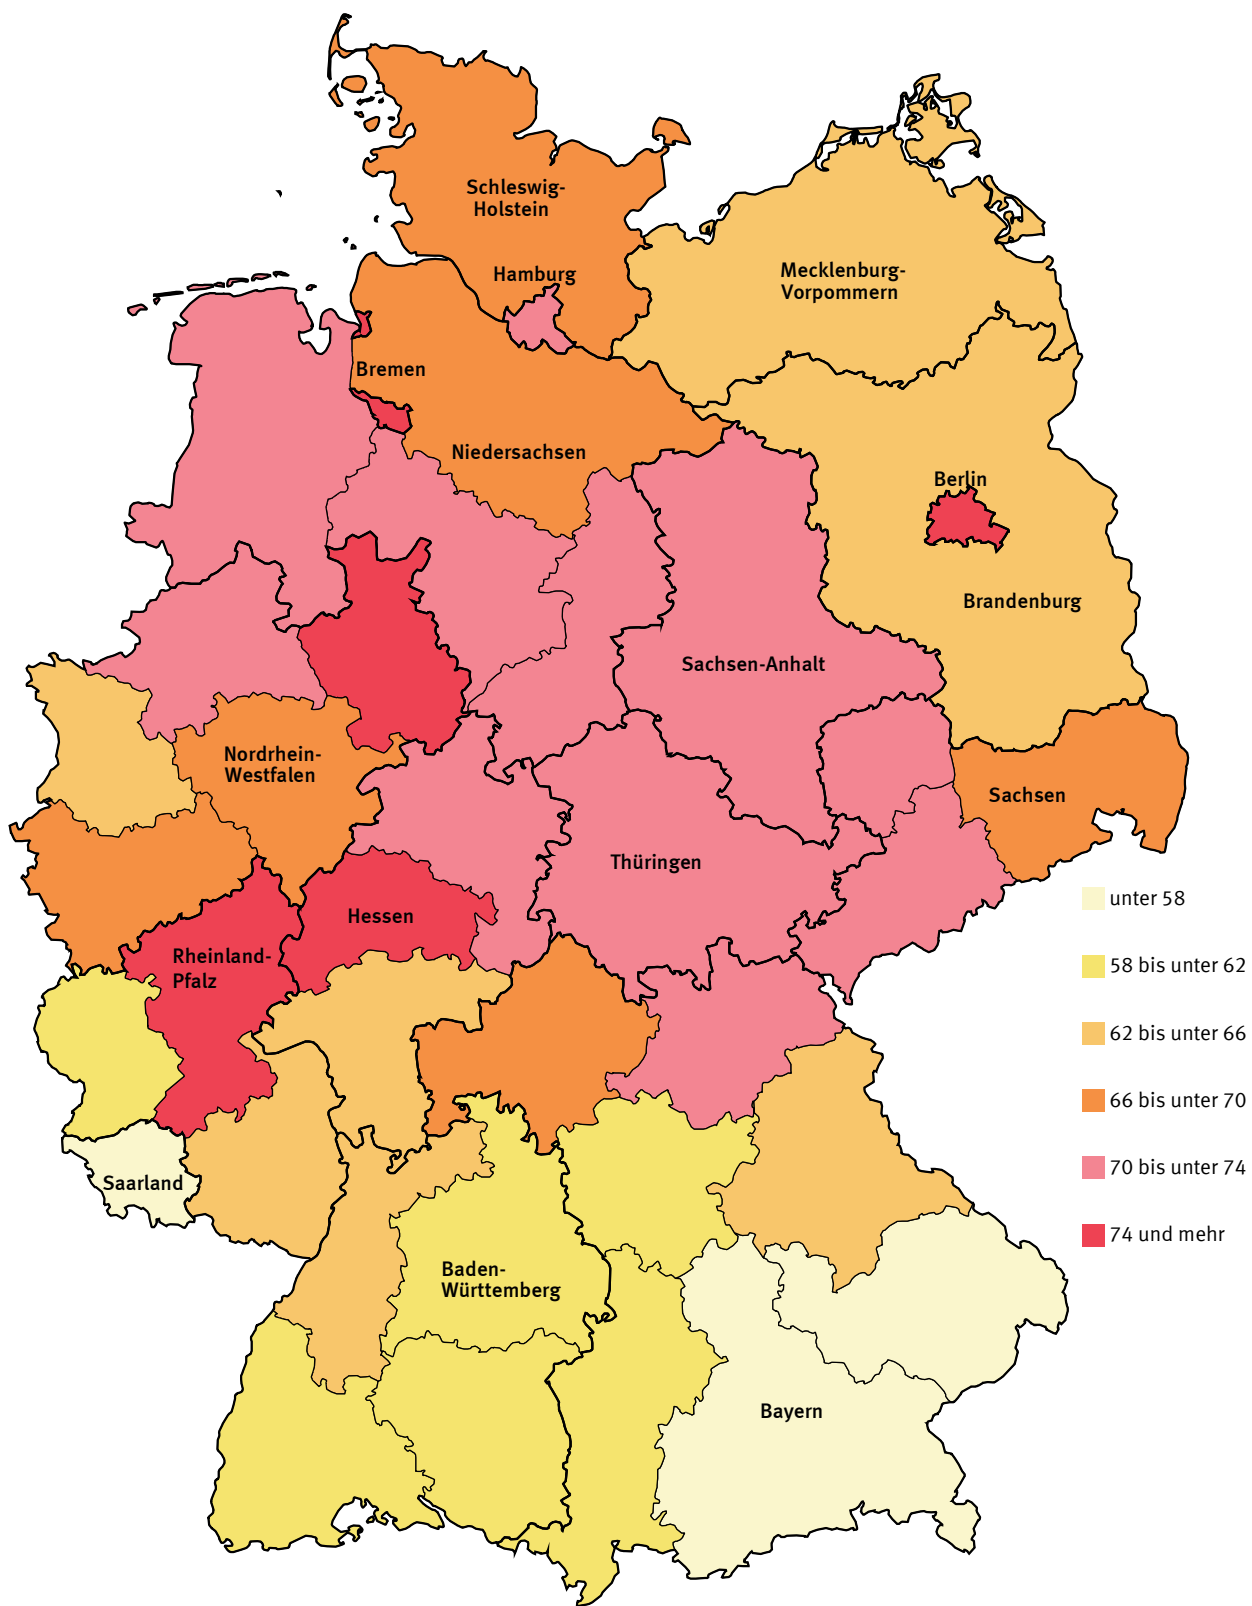 Schleswig-
Holstein
Hamburg
Mecklenburg-
Vorpommern
Bremen
Niedersachsen
Berlin
Brandenburg
Sachsen-Anhalt
Nordrhein-
Westfalen
Sachsen
Thüringen
Hessen
Rheinland-
Pfalz
Saarland
Baden-
Württemberg
Bayern
unter 58
58 bis unter 62
62 bis unter 66
66 bis unter 70
70 bis unter 74
74 und mehr